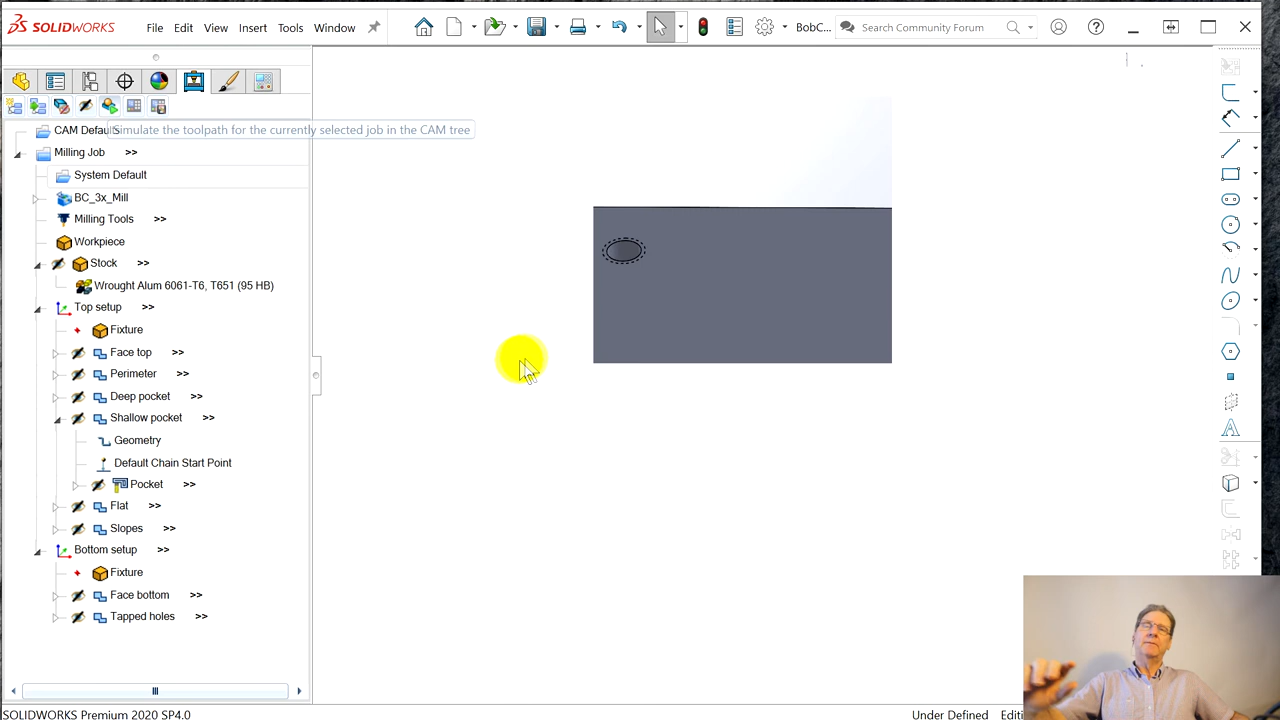 SOLIDWORKS File Edit View Insert Tools Window BobC... Search Community Forum
CAM Defaults Simulate the toolpath for the currently selected job in the CAM tree
Milling Job >>
System Default
BC_3x_Mill
Milling Tools >>
Workpiece
Stock >>
Wrought Alum 6061-T6, T651 (95 HB)
Top setup >>
Fixture
Face top >>
Perimeter >>
Deep pocket >>
Shallow pocket >>
Geometry
Default Chain Start Point
Pocket >>
Flat >>
Slopes >>
Bottom setup >>
Fixture
Face bottom >>
Tapped holes >>
SOLIDWORKS Premium 2020 SP4.0 Under Defined Editi